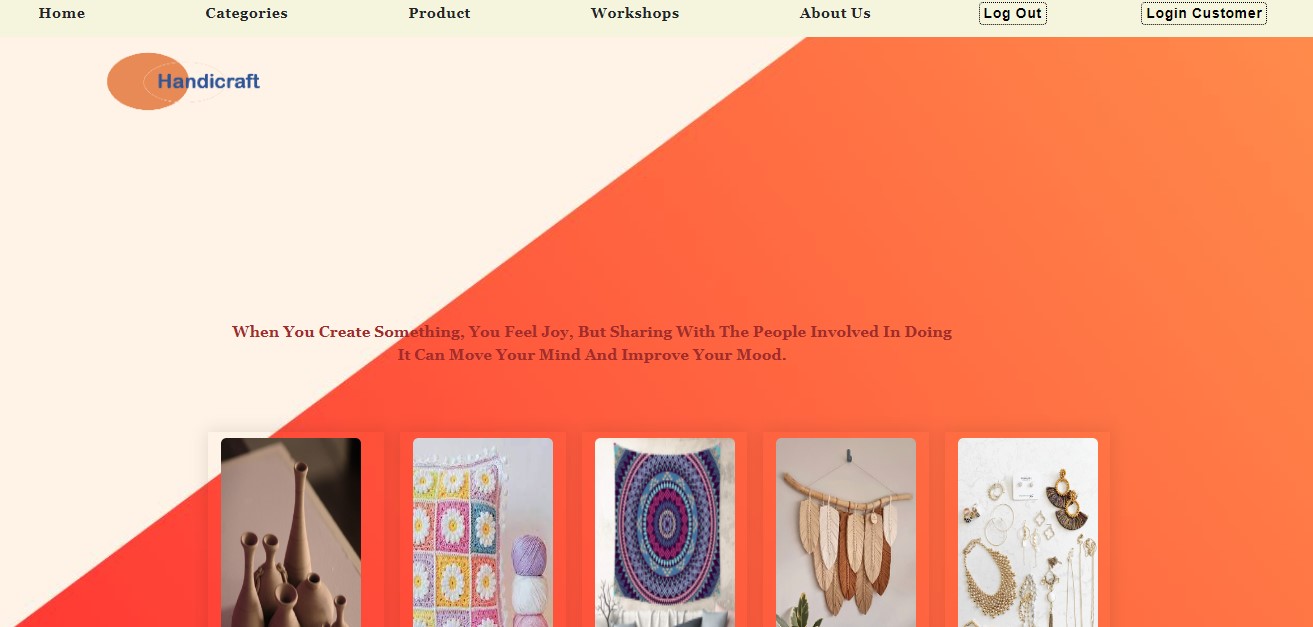 Home Categories Product Workshops About Us Log Out Login Customer
Handicraft
When You Create Something, You Feel Joy, But Sharing With The People Involved In Doing
It Can Move Your Mind And Improve Your Mood.